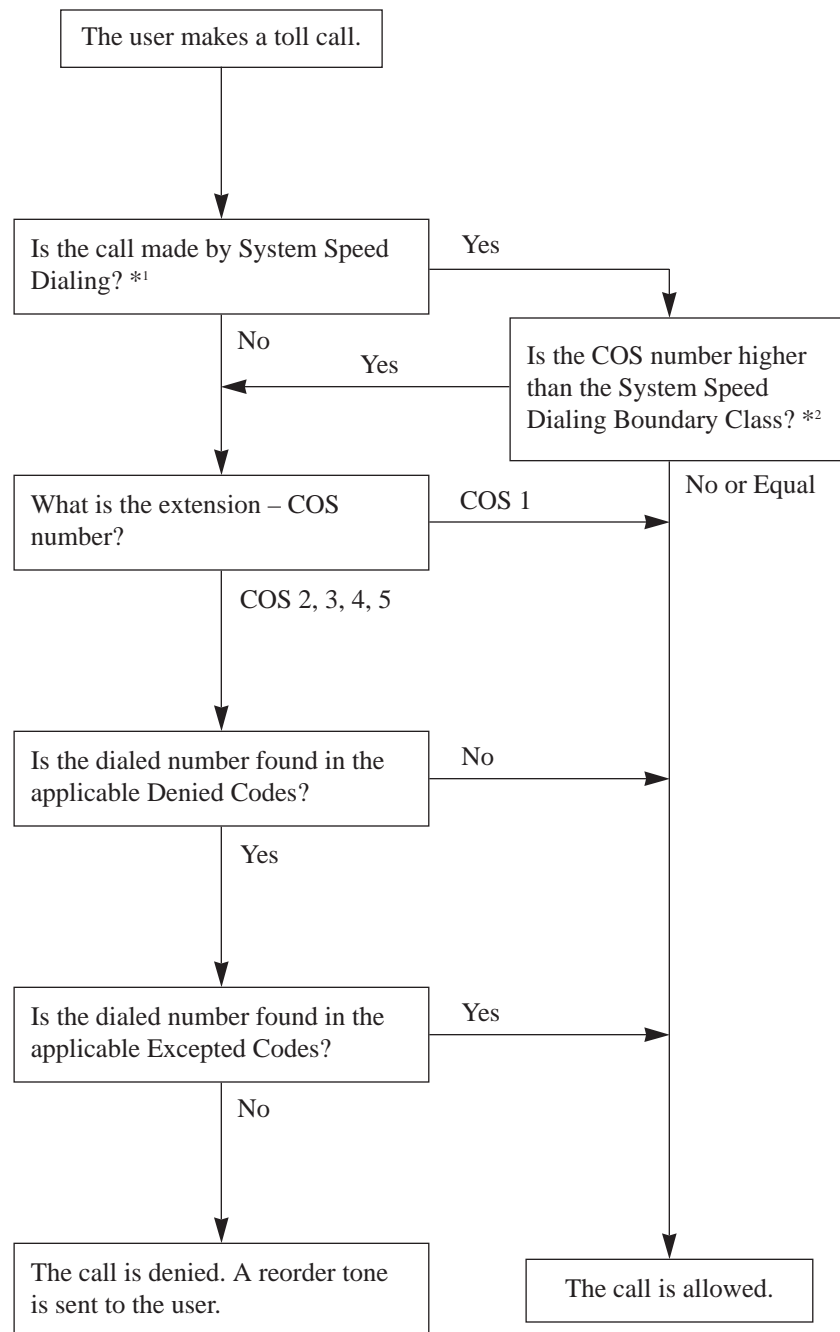 The user makes a toll call.
Is the call made by System Speed
Dialing? *1
Yes
No
Yes
Is the COS number higher
than the System Speed
Dialing Boundary Class? *2
No or Equal
What is the extension – COS
number?
COS 1
COS 2, 3, 4, 5
Is the dialed number found in the
applicable Denied Codes?
No
Yes
Is the dialed number found in the
applicable Excepted Codes?
Yes
No
The call is denied. A reorder tone
is sent to the user.
The call is allowed.